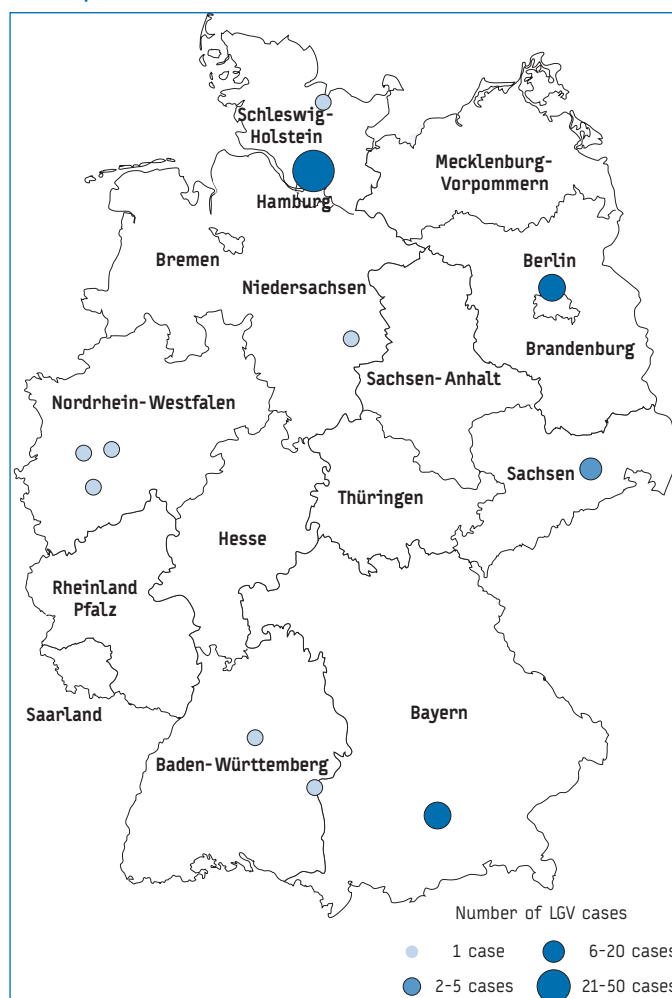 Schleswig-
Holstein
Mecklenburg-
Vorpommern
Hamburg
Bremen
Berlin
Niedersachsen
Brandenburg
Sachsen-Anhalt
Nordrhein-Westfalen
Sachsen
Thüringen
Hesse
Rheinland
Pfalz
Saarland
Bayern
Baden-Württemberg
Number of LGV cases
1 case
6-20 cases
2-5 cases
21-50 cases